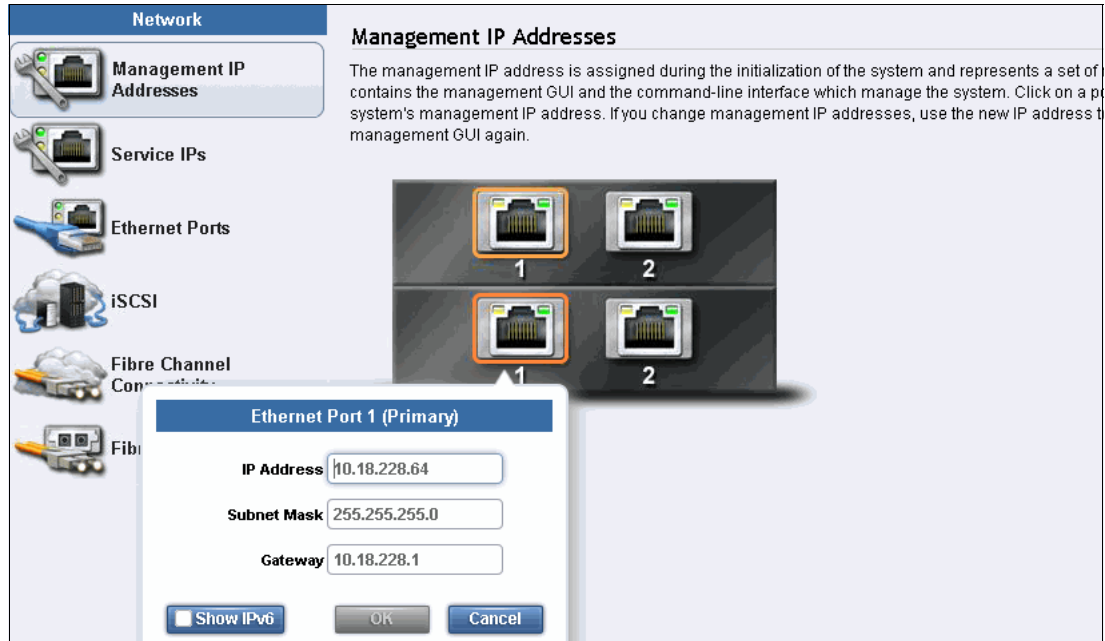 Network
Management IP
Addresses
Service IPs
Ethernet Ports
iSCSI
Fibre Channel
Management IP Addresses
The management IP address is assigned during the initialization of the system and represents a set of
contains the management GUI and the command-line interface which manage the system. Click on a
system's management IP address. If you change management IP addresses, use the new IP address
management GUI again.
1
2
1
2
Ethernet Port 1 (Primary)
IP Address 10.18.228.64
Subnet Mask 255.255.255.0
Gateway 10.18.228.1
Show IPv6
OK
Cancel